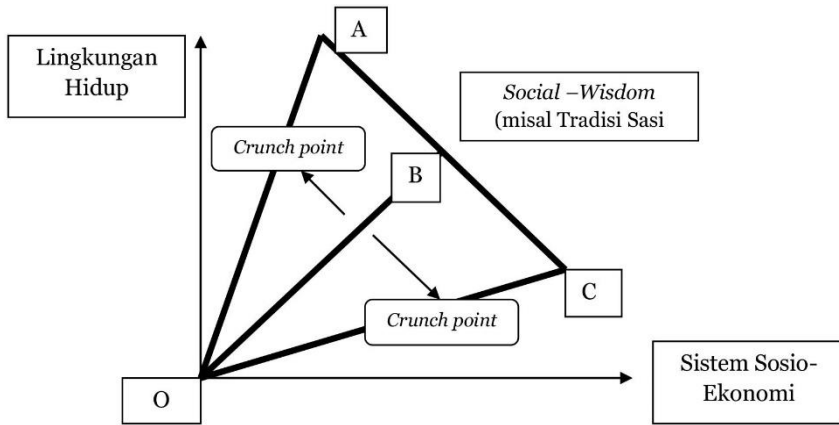 A
Lingkungan
Hidup
Social –Wisdom
(misal Tradisi Sasi
Crunch point
B
C
Crunch point
Sistem Sosio-
Ekonomi
O